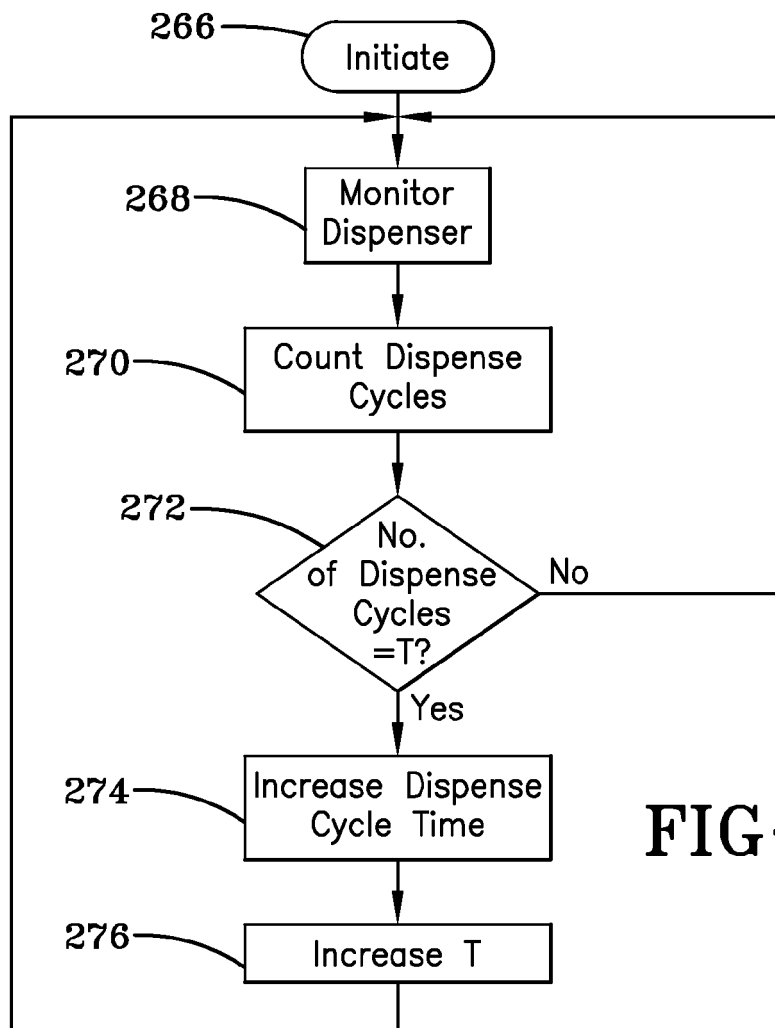 266
Initiate
268
Monitor
Dispenser
270
Count Dispense
Cycles
272
No.
of Dispense
Cycles
=T?
No
Yes
274
Increase Dispense
Cycle Time
FIG-
276
Increase T